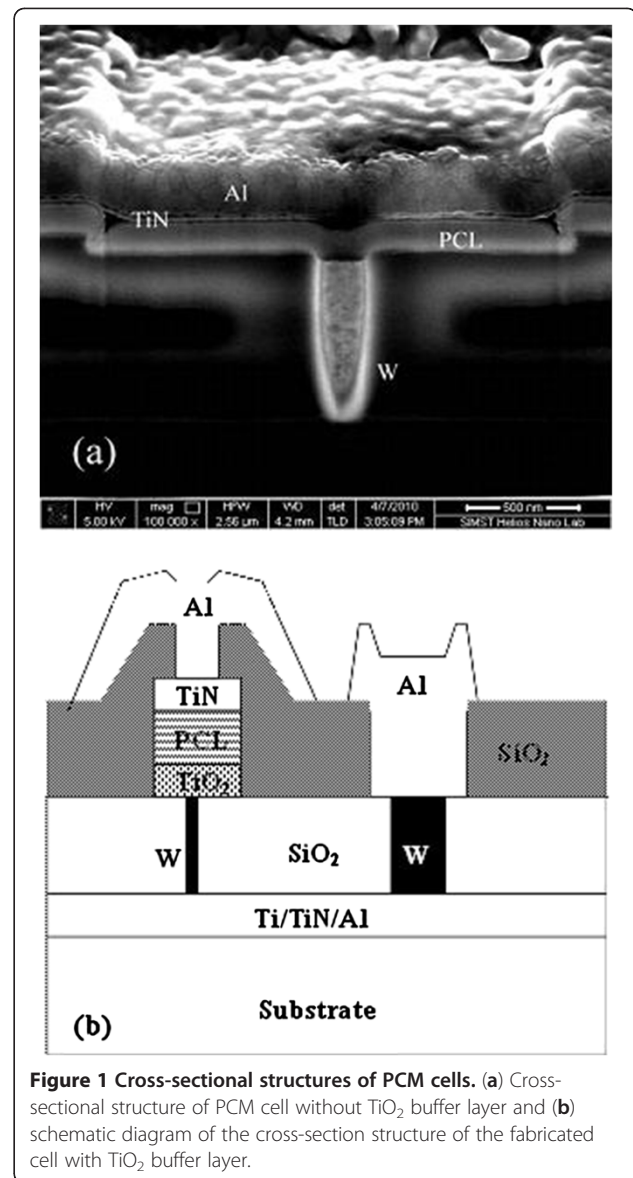 Al
TiN
PCL
W
(a)
HV mag HFW WD det 4/7/2010 500 nm
5.00 kV 100 000 x 2.56 µm 4.2 mm TLD 3:05:09 PM SIMST Helios Nano Lab
Al
Al
TiN
PCL
TiO₂
SiO₂
W
SiO₂
W
Ti/TiN/Al
Substrate
(b)
Figure 1 Cross-sectional structures of PCM cells. (a) Cross-
sectional structure of PCM cell without TiO₂ buffer layer and (b)
schematic diagram of the cross-section structure of the fabricated
cell with TiO₂ buffer layer.